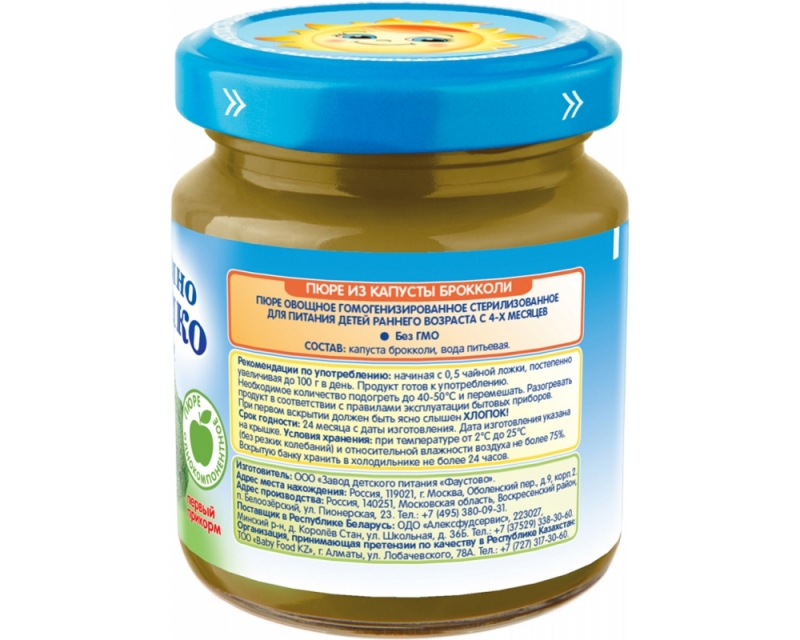 ПЮРЕ ИЗ КАПУСТЫ БРОККОЛИ
ПЮРЕ ОВОЩНОЕ ГОМОГЕНИЗИРОВАННОЕ СТЕРИЛИЗОВАННОЕ
ДЛЯ ПИТАНИЯ ДЕТЕЙ РАННЕГО ВОЗРАСТА С 4-Х МЕСЯЦЕВ
● Без ГМО
СОСТАВ: капуста брокколи, вода питьевая.
Рекомендации по употреблению: начиная с 0,5 чайной ложки, постепенно
увеличивая до 100 г в день. Продукт готов к употреблению.
Необходимое количество подогреть до 40-50°С и перемешать. Разогревать
продукт в соответствии с правилами эксплуатации бытовых приборов.
При первом вскрытии должен быть ясно слышен ХЛОПОК!
Срок годности: 24 месяца с даты изготовления. Дата изготовления указана
на крышке. Условия хранения: при температуре от 2°С до 25°С
(без резких колебаний) и относительной влажности воздуха не более 75%.
Вскрытую банку хранить в холодильнике не более 24 часов.
Изготовитель: ООО «Завод детского питания «Фаустово».
Адрес места нахождения: Россия, 119021, г. Москва, Оболенский пер., д.9, корп.2.
Адрес производства: Россия, 140251, Московская область, Воскресенский район,
п. Белоозёрский, ул. Пионерская, 23. Тел.: +7 (495) 380-09-31.
Поставщик в Республике Беларусь: ОДО «Алексфудсервис», 223027,
Минский р-н, д. Королёв Стан, ул. Школьная, д. 36Б. Тел.: +7 (37529) 338-30-60.
Организация, принимающая претензии по качеству в Республике Казахстан:
ТОО «Baby Food KZ», г. Алматы, ул. Лобачевского, 78А. Тел.: +7 (727) 317-30-60.
ПЮРЕ
ОДНОКОМПОНЕНТНОЕ
первый
прикорм